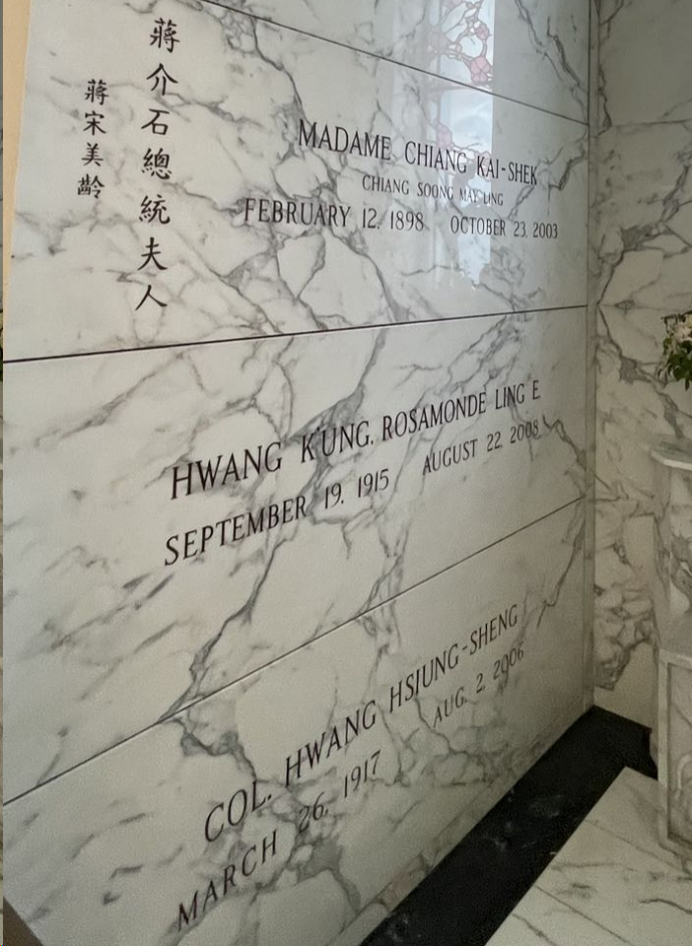 蔣介石總統夫人
蔣宋美齡
MADAME CHIANG KAI-SHEK
CHIANG SOONG MAY-LING
FEBRUARY 12, 1898 OCTOBER 23, 2003
HWANG K'UNG, ROSAMONDE LING E
SEPTEMBER 19, 1915 AUGUST 22, 2008
COL. HWANG HSIUNG-SHENG
MARCH 26, 1917 AUG. 2, 2006